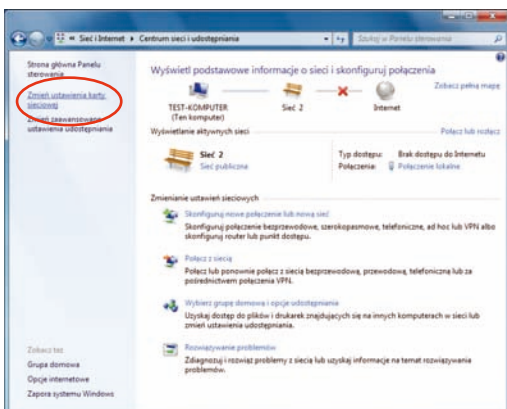 Sieć i Internet ▸ Centrum sieci i udostępniania
Szukaj w Panelu sterowania
Strona główna Panelu
sterowania
Zmień ustawienia karty
sieciowej
Zmień zaawansowane
ustawienia udostępniania
Wyświetl podstawowe informacje o sieci i skonfiguruj połączenia
Zobacz pełną mapę
TEST-KOMPUTER
(Ten komputer)
Sieć 2
Internet
Wyświetlanie aktywnych sieci
Połącz lub rozłącz
Sieć 2
Sieć publiczna
Typ dostępu: Brak dostępu do Internetu
Połączenia: Połączenie lokalne
Zmienianie ustawień sieciowych
Skonfiguruj nowe połączenie lub nową sieć
Skonfiguruj połączenie bezprzewodowe, szerokopasmowe, telefoniczne, ad hoc lub VPN albo
skonfiguruj router lub punkt dostępu.
Połącz z siecią
Połącz lub ponownie połącz z siecią bezprzewodową, przewodową, telefoniczną lub za
pośrednictwem połączenia VPN.
Wybierz grupę domową i opcje udostępniania
Uzyskaj dostęp do plików i drukarek znajdujących się na innych komputerach w sieci lub
zmień ustawienia udostępniania.
Rozwiązywanie problemów
Zdiagnozuj i rozwiąż problemy z siecią lub uzyskaj informacje na temat rozwiązywania
problemów.
Zobacz też
Grupa domowa
Opcje internetowe
Zapora systemu Windows